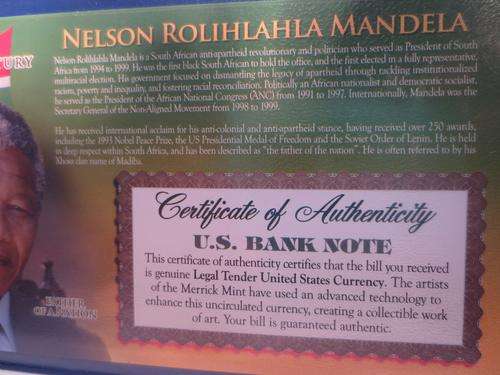 NELSON ROLIHLAHLA MANDELA
Nelson Rolihlahla Mandela is a South African anti-apartheid revolutionary and politician who served as President of South
TURY
Africa from 1994 to 1999. He was the first black South African to hold the office, and the first elected in a fully representative,
multiracial election. His government focused on dismantling the legacy of apartheid through tackling institutionalized
racism, poverty and inequality, and fostering racial reconciliation. Politically an African nationalist and democratic socialist,
he served as the President of the African National Congress (ANC) from 1991 to 1997. Internationally, Mandela was the
Secretary General of the Non-Aligned Movement from 1998 to 1999.
He has received international acclaim for his anti-colonial and anti-apartheid stance, having received over 250 awards,
including the 1993 Nobel Peace Prize, the US Presidential Medal of Freedom and the Soviet Order of Lenin. He is held
in deep respect within South Africa, and has been described as "the father of the nation". He is often referred to by his
Xhosa clan name of Madiba.
Certificate of Authenticity
U.S. BANK NOTE
This certificate of authenticity certifies that the bill you received
is genuine Legal Tender United States Currency. The artists
of the Merrick Mint have used an advanced technology to
enhance this uncirculated currency, creating a collectible work
of art. Your bill is guaranteed authentic.
FATHER
OF A NATION